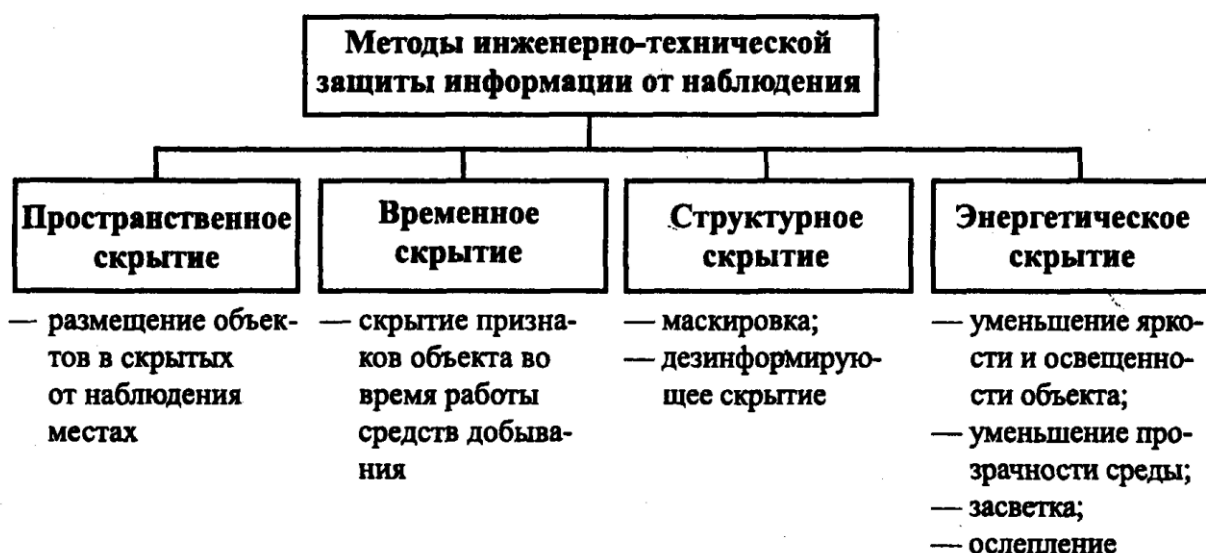 Методы инженерно-технической
защиты информации от наблюдения
Пространственное
скрытие
— размещение объек-
тов в скрытых
от наблюдения
местах
Временное
скрытие
— скрытие призна-
ков объекта во
время работы
средств добыва-
ния
Структурное
скрытие
— маскировка;
— дезинформирую-
щее скрытие
Энергетическое
скрытие
— уменьшение ярко-
сти и освещенно-
сти объекта;
— уменьшение про-
зрачности среды;
— засветка;
— ослепление